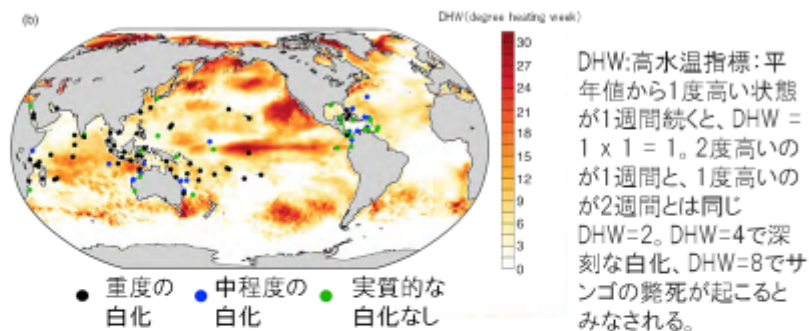 (b)
DHW(degree heating week)
30
27
24
21
18
15
12
9
6
3
0
DHW:高水温指標:平
年値から1度高い状態
が1週間続くと、DHW =
1 x 1 = 1。2度高いの
が1週間と、1度高いの
が2週間とは同じ
DHW=2。DHW=4で深
刻な白化、DHW=8でサ
ンゴの斃死が起こると
みなされる。
重度の
白化
中程度の
白化
実質的な
白化なし